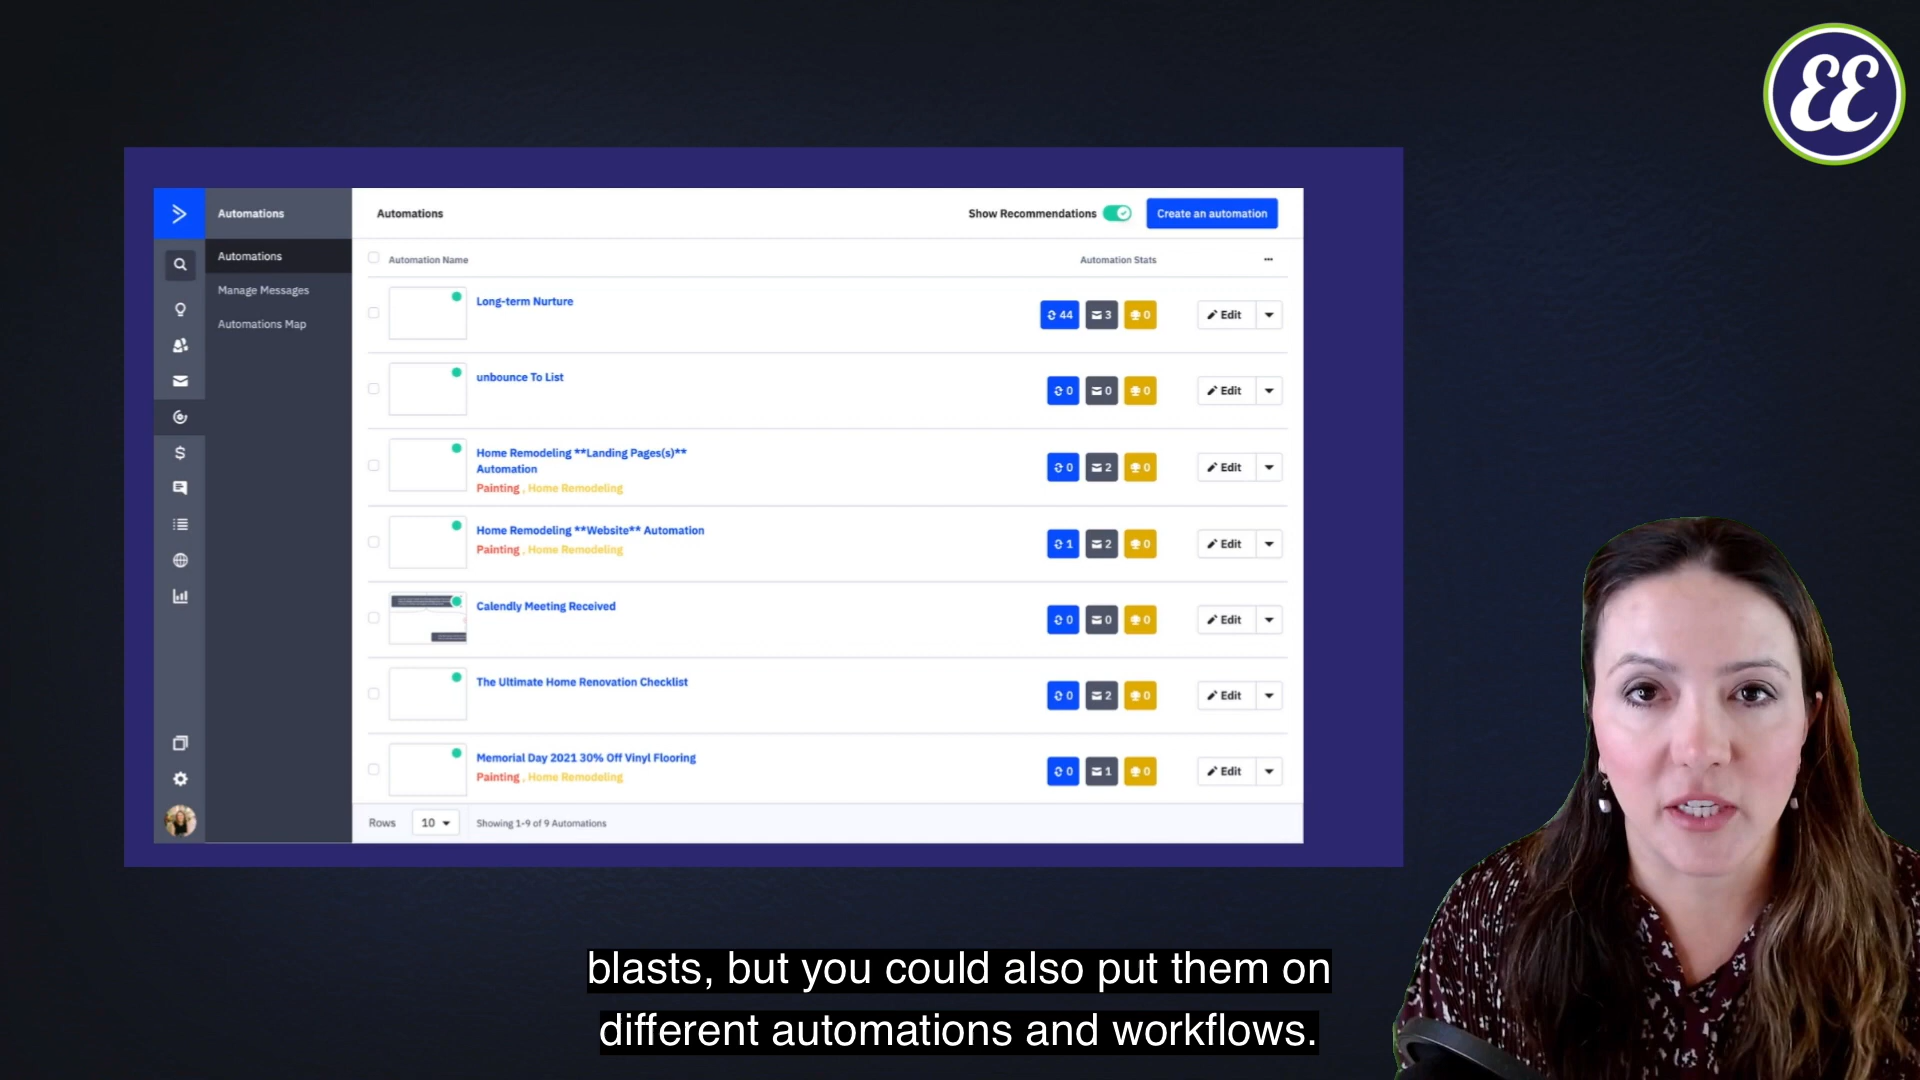 EE
Automations
Automations
Show Recommendations
Create an automation
Automations
Manage Messages
Automations Map
Automation Name
Automation Stats
Long-term Nurture
44
3
0
Edit
unbounce To List
0
0
0
Edit
Home Remodeling **Landing Pages(s)**
Automation
Painting , Home Remodeling
0
2
0
Edit
Home Remodeling **Website** Automation
Painting , Home Remodeling
1
2
0
Edit
Calendly Meeting Received
0
0
0
Edit
The Ultimate Home Renovation Checklist
0
2
0
Edit
Memorial Day 2021 30% Off Vinyl Flooring
Painting , Home Remodeling
0
1
0
Edit
Rows
10
Showing 1-9 of 9 Automations
blasts, but you could also put them on
different automations and workflows.